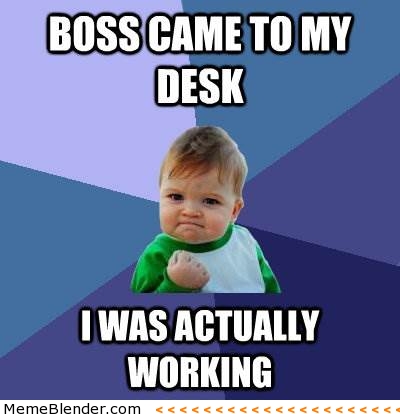 BOSS CAME TO MY
DESK
I WAS ACTUALLY
WORKING
MemeBlender.com < < < < < < < < < < < < < < < < < < <